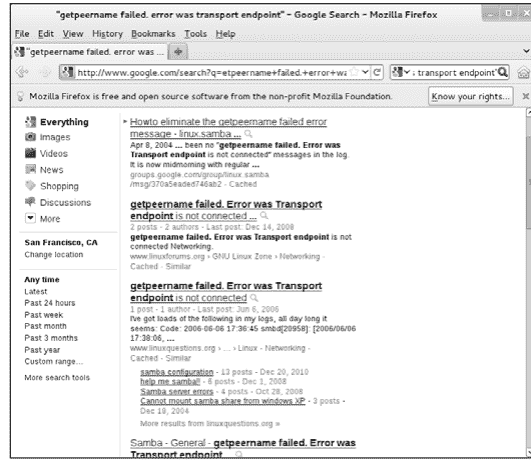 "getpeername failed. error was transport endpoint" - Google Search - Mozilla Firefox
File Edit View History Bookmarks Tools Help
"getpeername failed. error was ...
http://www.google.com/search?q=etpeername+failed.+error+wa
: transport endpoint"
Mozilla Firefox is free and open source software from the non-profit Mozilla Foundation.
Know your rights...
Everything
Images
Videos
News
Shopping
Discussions
More
San Francisco, CA
Change location
Any time
Latest
Past 24 hours
Past week
Past month
Past 3 months
Past year
Custom range...
More search tools
Howto eliminate the getpeername failed error
message - linux.samba ...
Apr 8, 2004 ... been no "getpeername failed. Error was
Transport endpoint is not connected" messages in the log.
It is now midmorning with regular ...
groups.google.com/group/linux.samba
/msg/370a5eaded746ab2 - Cached
getpeername failed. Error was Transport
endpoint is not connected ...
2 posts - 2 authors - Last post: Dec 14, 2008
getpeername failed. Error was Transport endpoint is not
connected Networking.
www.linuxforums.org › GNU Linux Zone › Networking -
Cached - Similar
getpeername failed. Error was Transport
endpoint is not connected
1 post - 1 author - Last post: Jun 6, 2006
I've got loads of the following in my logs, all day long it
seems: Code: 2006-06-06 17:36:45 smbd[20958]: [2006/06/06
17:38:06, ...
www.linuxquestions.org › ... › Linux - Networking -
Cached - Similar
samba configuration - 13 posts - Dec 20, 2010
help me samba!! - 6 posts - Dec 1, 2008
Samba server errors - 4 posts - Oct 28, 2006
Cannot mount samba share from windows XP - 3 posts -
Dec 18, 2004
More results from linuxquestions.org »
Samba - General - getpeername failed. Error was
Transport endpoint